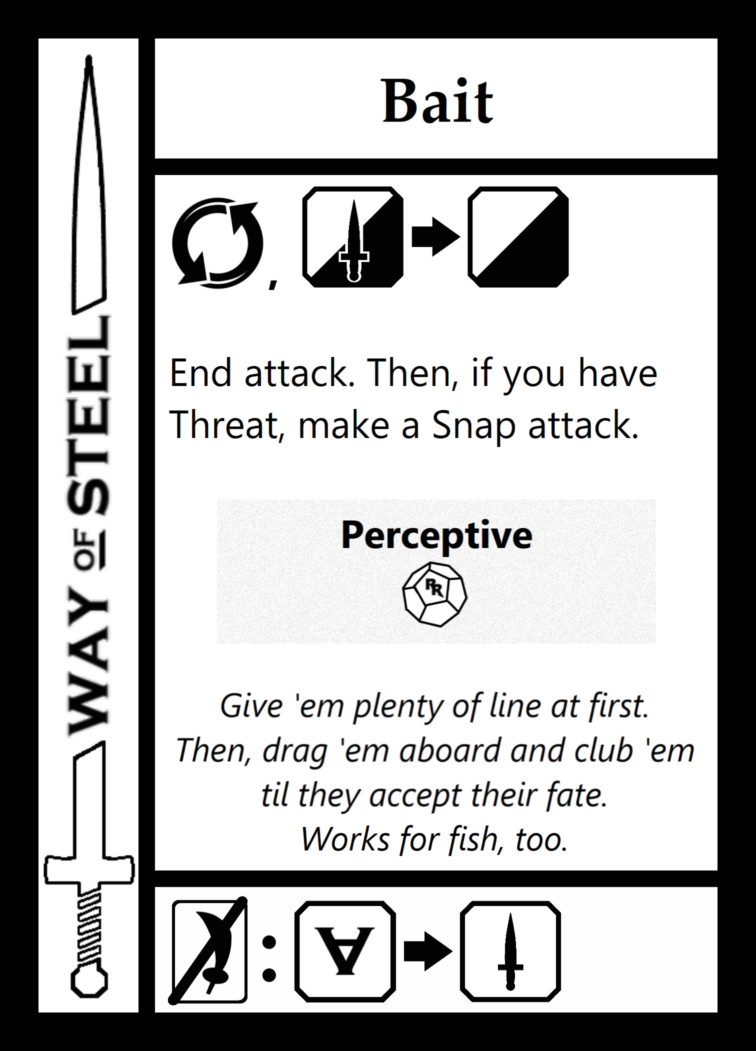 Bait
,
End attack. Then, if you have
Threat, make a Snap attack.
Perceptive
PR
Give 'em plenty of line at first.
Then, drag 'em aboard and club 'em
til they accept their fate.
Works for fish, too.
:
∀
WAY OF STEEL